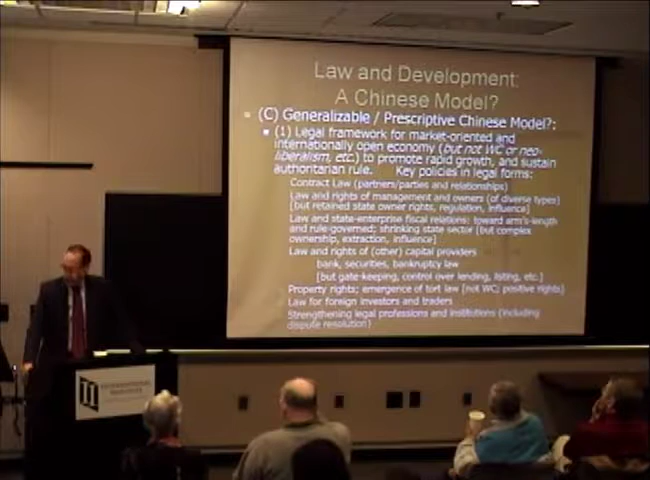 Law and Development:
A Chinese Model?
(C) Generalizable / Prescriptive Chinese Model?:
(1) Legal framework for market-oriented and
internationally open economy (but not WC or neo-
liberalism, etc.) to promote rapid growth, and sustain
authoritarian rule. Key policies in legal forms:
Contract Law (partners/parties and relationships)
Law and rights of management and owners (of diverse types)
[but retained state owner rights, regulation, influence]
Law and state-enterprise fiscal relations: toward arm's-length
and rule-governed; shrinking state sector [but complex
ownership, extraction, influence]
Law and rights of (other) capital providers
bank, securities, bankruptcy law
[but gate-keeping, control over lending, listing, etc.]
Property rights; emergence of tort law [not WC; positive rights]
Law for foreign investors and traders
Strengthening legal professions and institutions (including
dispute resolution)